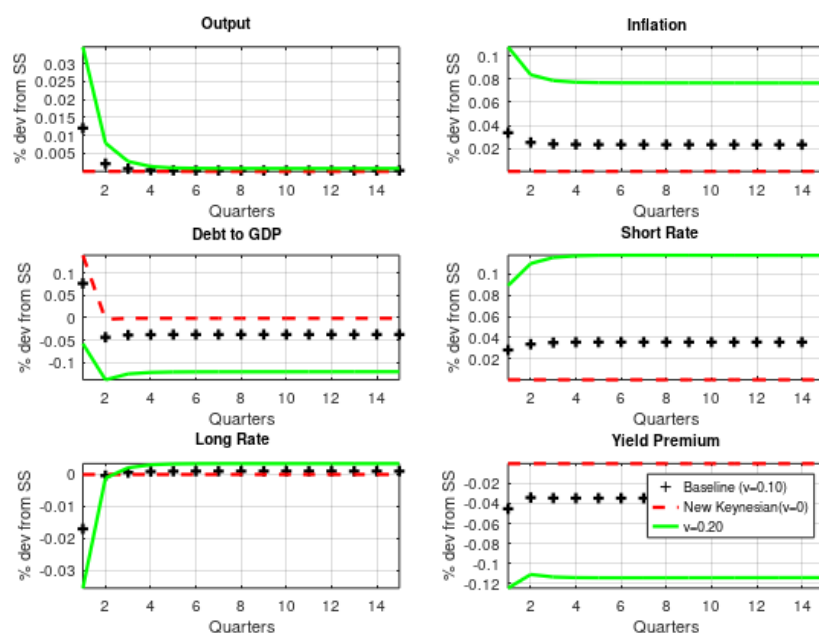 Output
% dev from SS
0.03
0.025
0.02
0.015
0.01
0.005
2 4 6 8 10 12 14
Quarters
Inflation
% dev from SS
0.1
0.08
0.06
0.04
0.02
2 4 6 8 10 12 14
Quarters
Debt to GDP
% dev from SS
0.1
0.05
0
-0.05
-0.1
2 4 6 8 10 12 14
Quarters
Short Rate
% dev from SS
0.1
0.08
0.06
0.04
0.02
2 4 6 8 10 12 14
Quarters
Long Rate
% dev from SS
0
-0.01
-0.02
-0.03
2 4 6 8 10 12 14
Quarters
Yield Premium
% dev from SS
-0.02
-0.04
-0.06
-0.08
-0.1
-0.12
2 4 6 8 10 12 14
Quarters
Baseline (v=0.10)
New Keynesian(v=0)
v=0.20